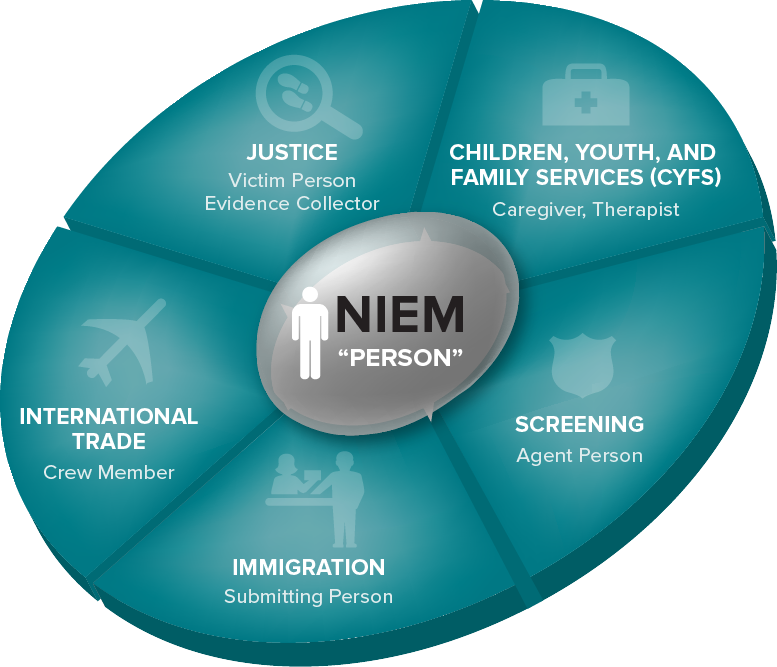 JUSTICE
Victim Person
Evidence Collector
CHILDREN, YOUTH, AND
FAMILY SERVICES (CYFS)
Caregiver, Therapist
NIEM
“PERSON”
INTERNATIONAL
TRADE
Crew Member
SCREENING
Agent Person
IMMIGRATION
Submitting Person